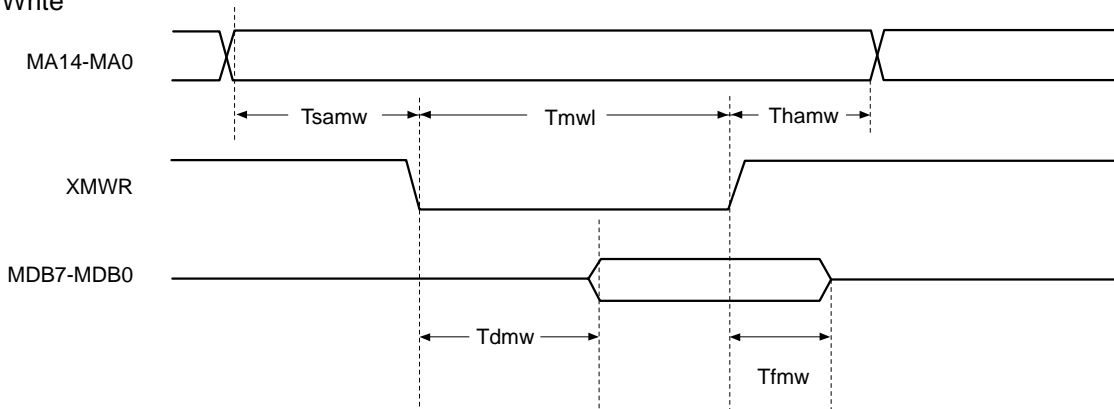 Write
MA14-MA0
Tsamw
Tmwl
Thamw
XMWR
MDB7-MDB0
Tdmw
Tfmw